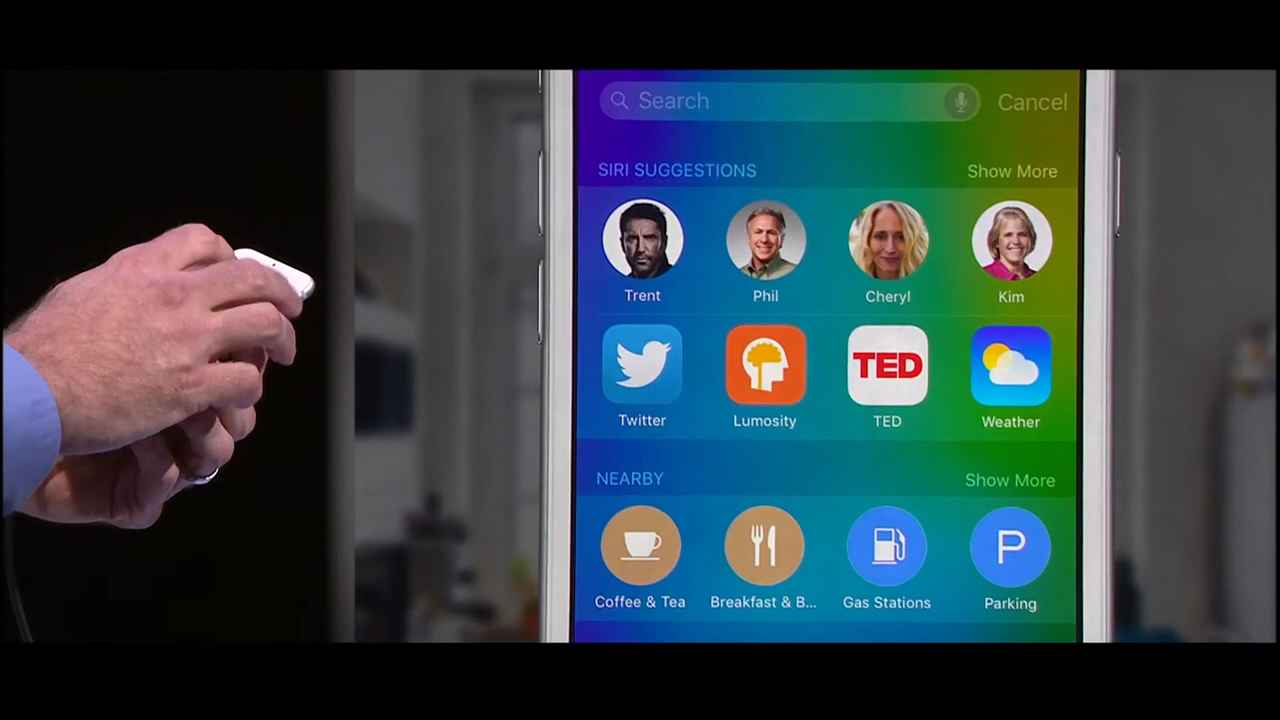 Search Cancel
SIRI SUGGESTIONS Show More
Trent Phil Cheryl Kim
TED
Twitter Lumosity TED Weather
NEARBY Show More
P
Coffee & Tea Breakfast & B... Gas Stations Parking